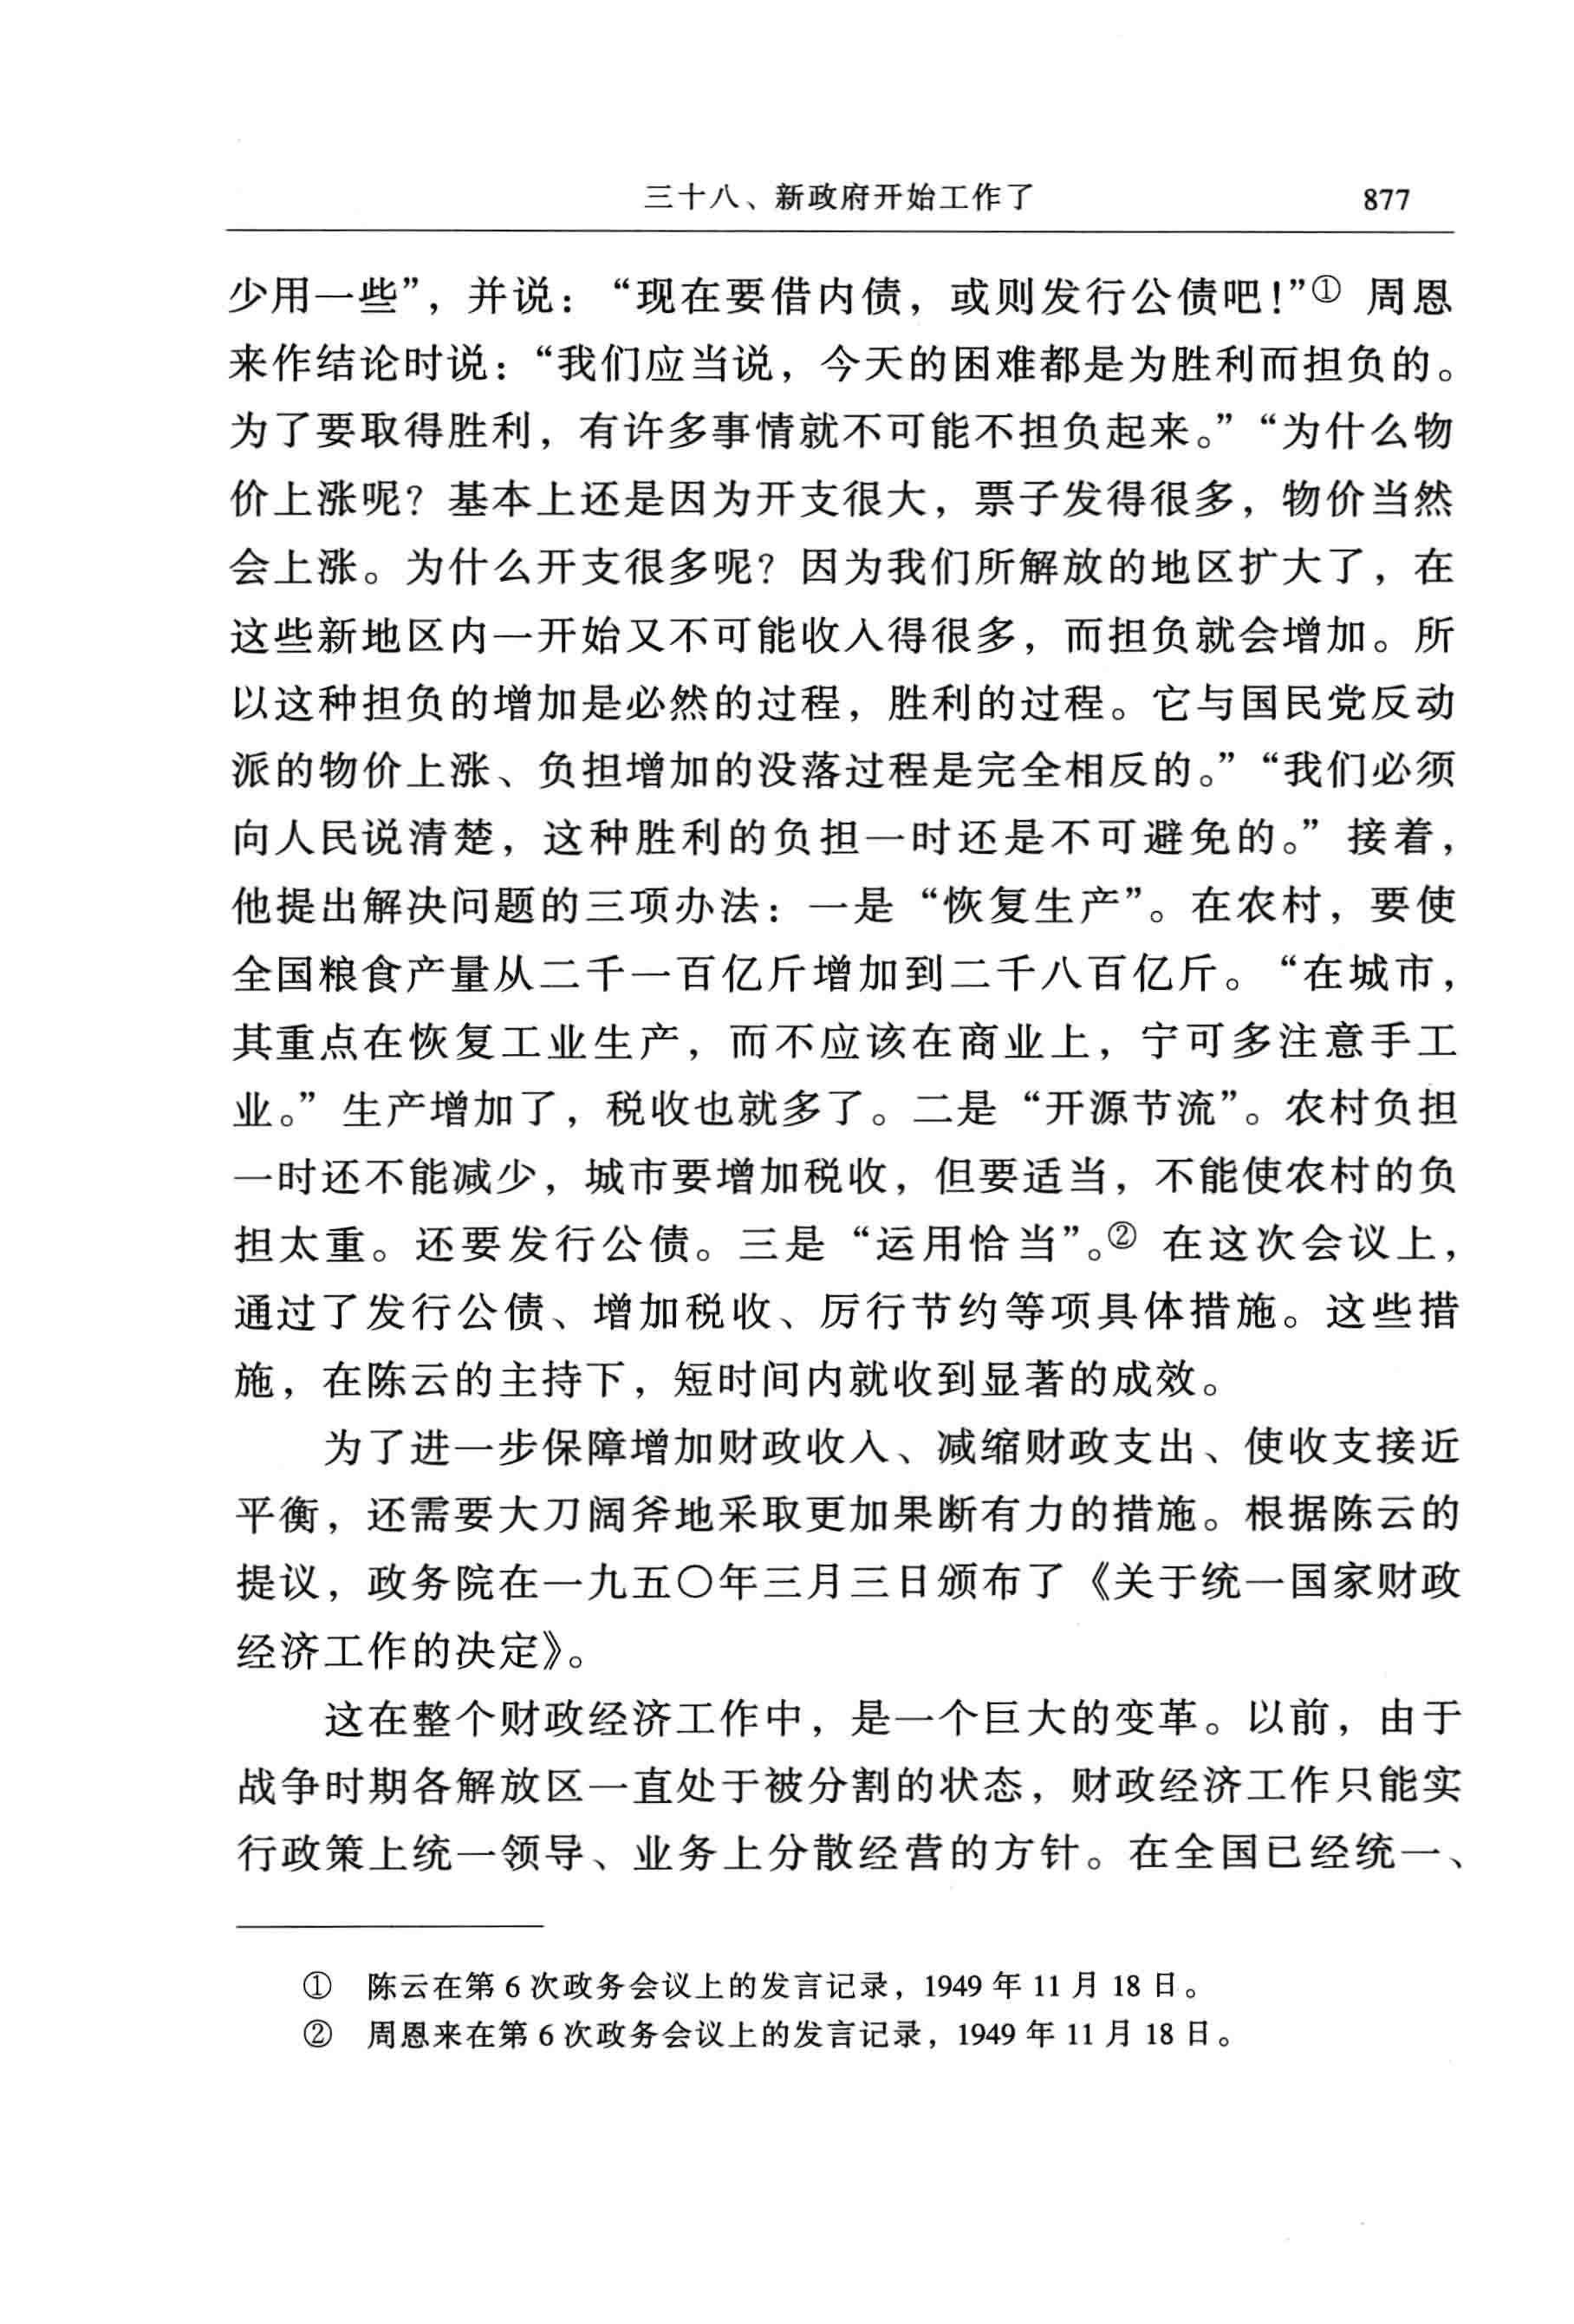 三十八、新政府开始工作了 877
少用一些”，并说：“现在要借内债，或则发行公债吧！”① 周恩
来作结论时说：“我们应当说，今天的困难都是为胜利而担负的。
为了要取得胜利，有许多事情就不可能不担负起来。”“为什么物
价上涨呢？基本上还是因为开支很大，票子发得很多，物价当然
会上涨。为什么开支很多呢？因为我们所解放的地区扩大了，在
这些新地区内一开始又不可能收入得很多，而担负就会增加。所
以这种担负的增加是必然的过程，胜利的过程。它与国民党反动
派的物价上涨、负担增加的没落过程是完全相反的。”“我们必须
向人民说清楚，这种胜利的负担一时还是不可避免的。”接着，
他提出解决问题的三项办法：一是“恢复生产”。在农村，要使
全国粮食产量从二千一百亿斤增加到二千八百亿斤。“在城市，
其重点在恢复工业生产，而不应该在商业上，宁可多注意手工
业。”生产增加了，税收也就多了。二是“开源节流”。农村负担
一时还不能减少，城市要增加税收，但要适当，不能使农村的负
担太重。还要发行公债。三是“运用恰当”。② 在这次会议上，
通过了发行公债、增加税收、厉行节约等项具体措施。这些措
施，在陈云的主持下，短时间内就收到显著的成效。
为了进一步保障增加财政收入、减缩财政支出、使收支接近
平衡，还需要大刀阔斧地采取更加果断有力的措施。根据陈云的
提议，政务院在一九五〇年三月三日颁布了《关于统一国家财政
经济工作的决定》。
这在整个财政经济工作中，是一个巨大的变革。以前，由于
战争时期各解放区一直处于被分割的状态，财政经济工作只能实
行政策上统一领导、业务上分散经营的方针。在全国已经统一、
① 陈云在第 6 次政务会议上的发言记录，1949 年 11 月 18 日。
② 周恩来在第 6 次政务会议上的发言记录，1949 年 11 月 18 日。